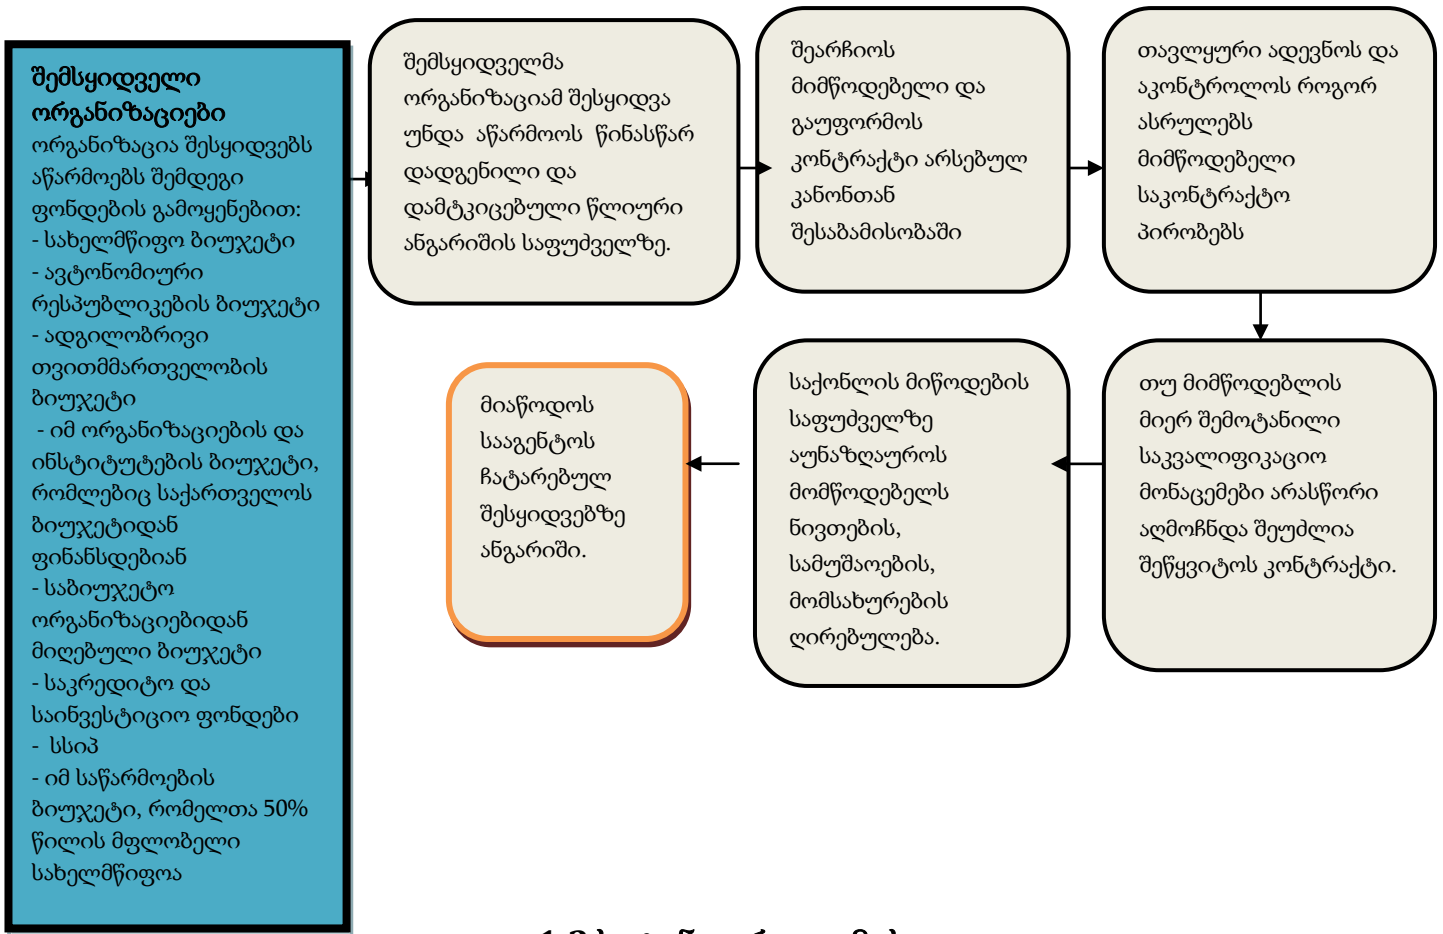 შემსყიდველი
ორგანიზაციები
ორგანიზაცია შესყიდვებს
აწარმოებს შემდეგი
ფონდების გამოყენებით:
- სახელმწიფო ბიუჯეტი
- ავტონომიური
რესპუბლიკების ბიუჯეტი
- ადგილობრივი
თვითმმართველობის
ბიუჯეტი
- იმ ორგანიზაციების და
ინსტიტუტების ბიუჯეტი,
რომლებიც საქართველოს
ბიუჯეტიდან
ფინანსდებიან
- საბიუჯეტო
ორგანიზაციებიდან
მიღებული ბიუჯეტი
- საკრედიტო და
საინვესტიციო ფონდები
- სსიპ
- იმ საწარმოების
ბიუჯეტი, რომელთა 50%
წილის მფლობელი
სახელმწიფოა
შემსყიდველმა
ორგანიზაციამ შესყიდვა
უნდა აწარმოოს წინასწარ
დადგენილი და
დამტკიცებული წლიური
ანგარიშის საფუძველზე.
შეარჩიოს
მიმწოდებელი და
გაუფორმოს
კონტრაქტი არსებულ
კანონთან
შესაბამისობაში
თავლყური ადევნოს და
აკონტროლოს როგორ
ასრულებს
მიმწოდებელი
საკონტრაქტო
პირობებს
თუ მიმწოდებლის
მიერ შემოტანილი
საკვალიფიკაციო
მონაცემები არასწორი
აღმოჩნდა შეუძლია
შეწყვიტოს კონტრაქტი.
საქონლის მიწოდების
საფუძველზე
აუნაზღაუროს
მომწოდებელს
ნივთების,
სამუშაოების,
მომსახურების
ღირებულება.
მიაწოდოს
სააგენტოს
ჩატარებულ
შესყიდვებზე
ანგარიში.